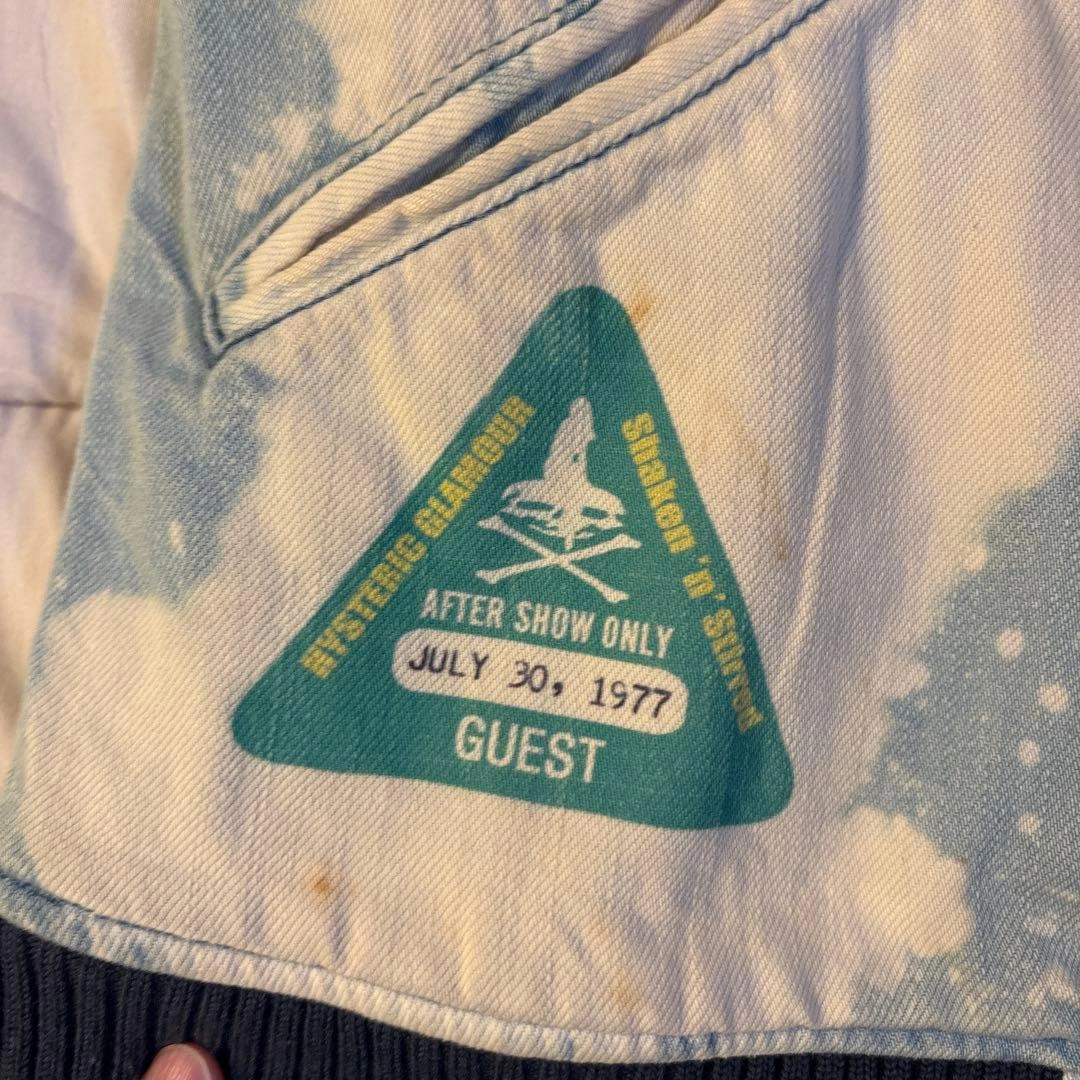 HYSTERIC GLAMOUR
Shaken 'n' Stirred
AFTER SHOW ONLY
JULY 30, 1977
GUEST